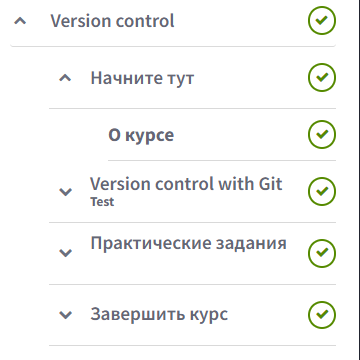 Version control
Начните тут
О курсе
Version control with Git
Test
Практические задания
Завершить курс